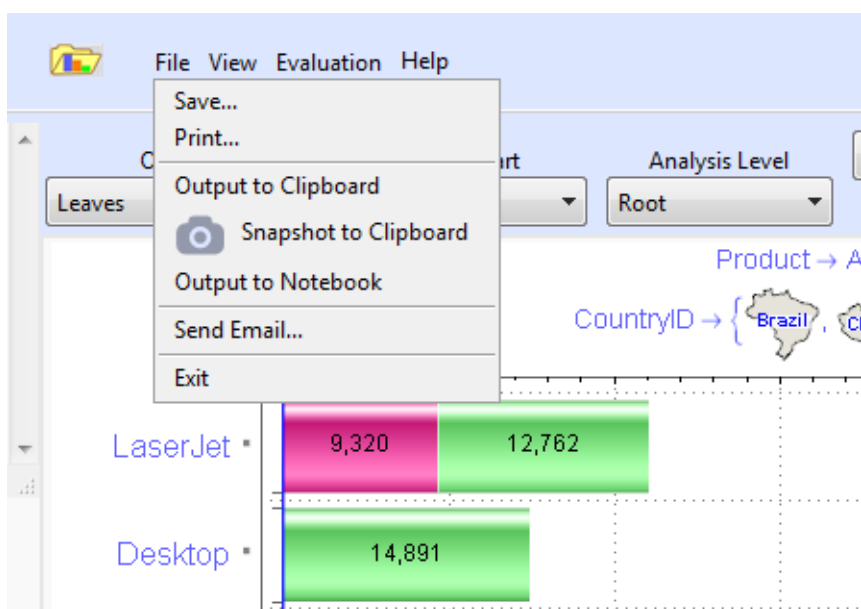 File View Evaluation Help
Save...
Print...
Output to Clipboard
Snapshot to Clipboard
Output to Notebook
Send Email...
Exit
Analysis Level
Leaves
Root
Product →
CountryID → { Brazil ,
LaserJet
9,320 12,762
Desktop
14,891